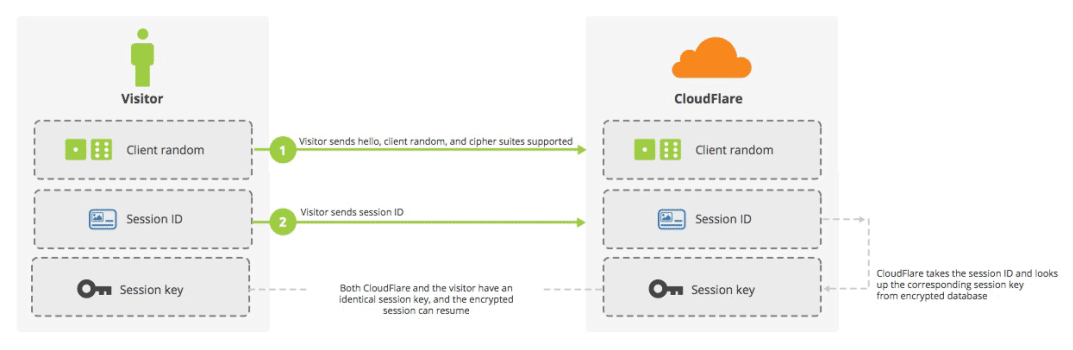 Visitor
CloudFlare
Client random
1
Visitor sends hello, client random, and cipher suites supported
Client random
Session ID
2
Visitor sends session ID
Session ID
CloudFlare takes the session ID and looks
up the corresponding session key
from encrypted database
Session key
Both CloudFlare and the visitor have an
identical session key, and the encrypted
session can resume
Session key